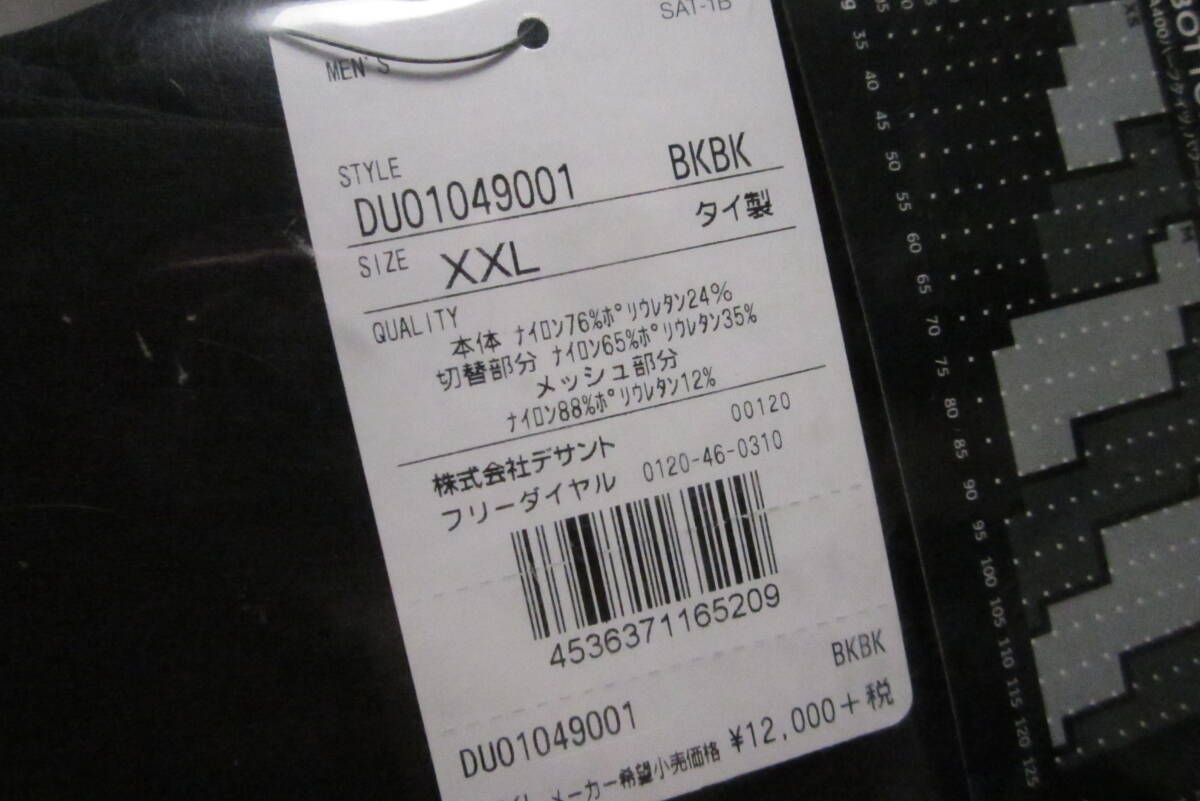 SAT-1B
MEN'S
STYLE
DU01049001 BKBK
SIZE XXL タイ製
QUALITY
本体 ナイロン76%ポリウレタン24%
切替部分 ナイロン65%ポリウレタン35%
メッシュ部分
ナイロン88%ポリウレタン12%
00120
株式会社デサント
フリーダイヤル 0120-46-0310
4536371165209
BKBK
DU01049001
メーカー希望小売価格 ¥12,000+税
35
40
45
50
55
60
65
70
75
80
85
90
95
100
105
110
115
120
125
XS